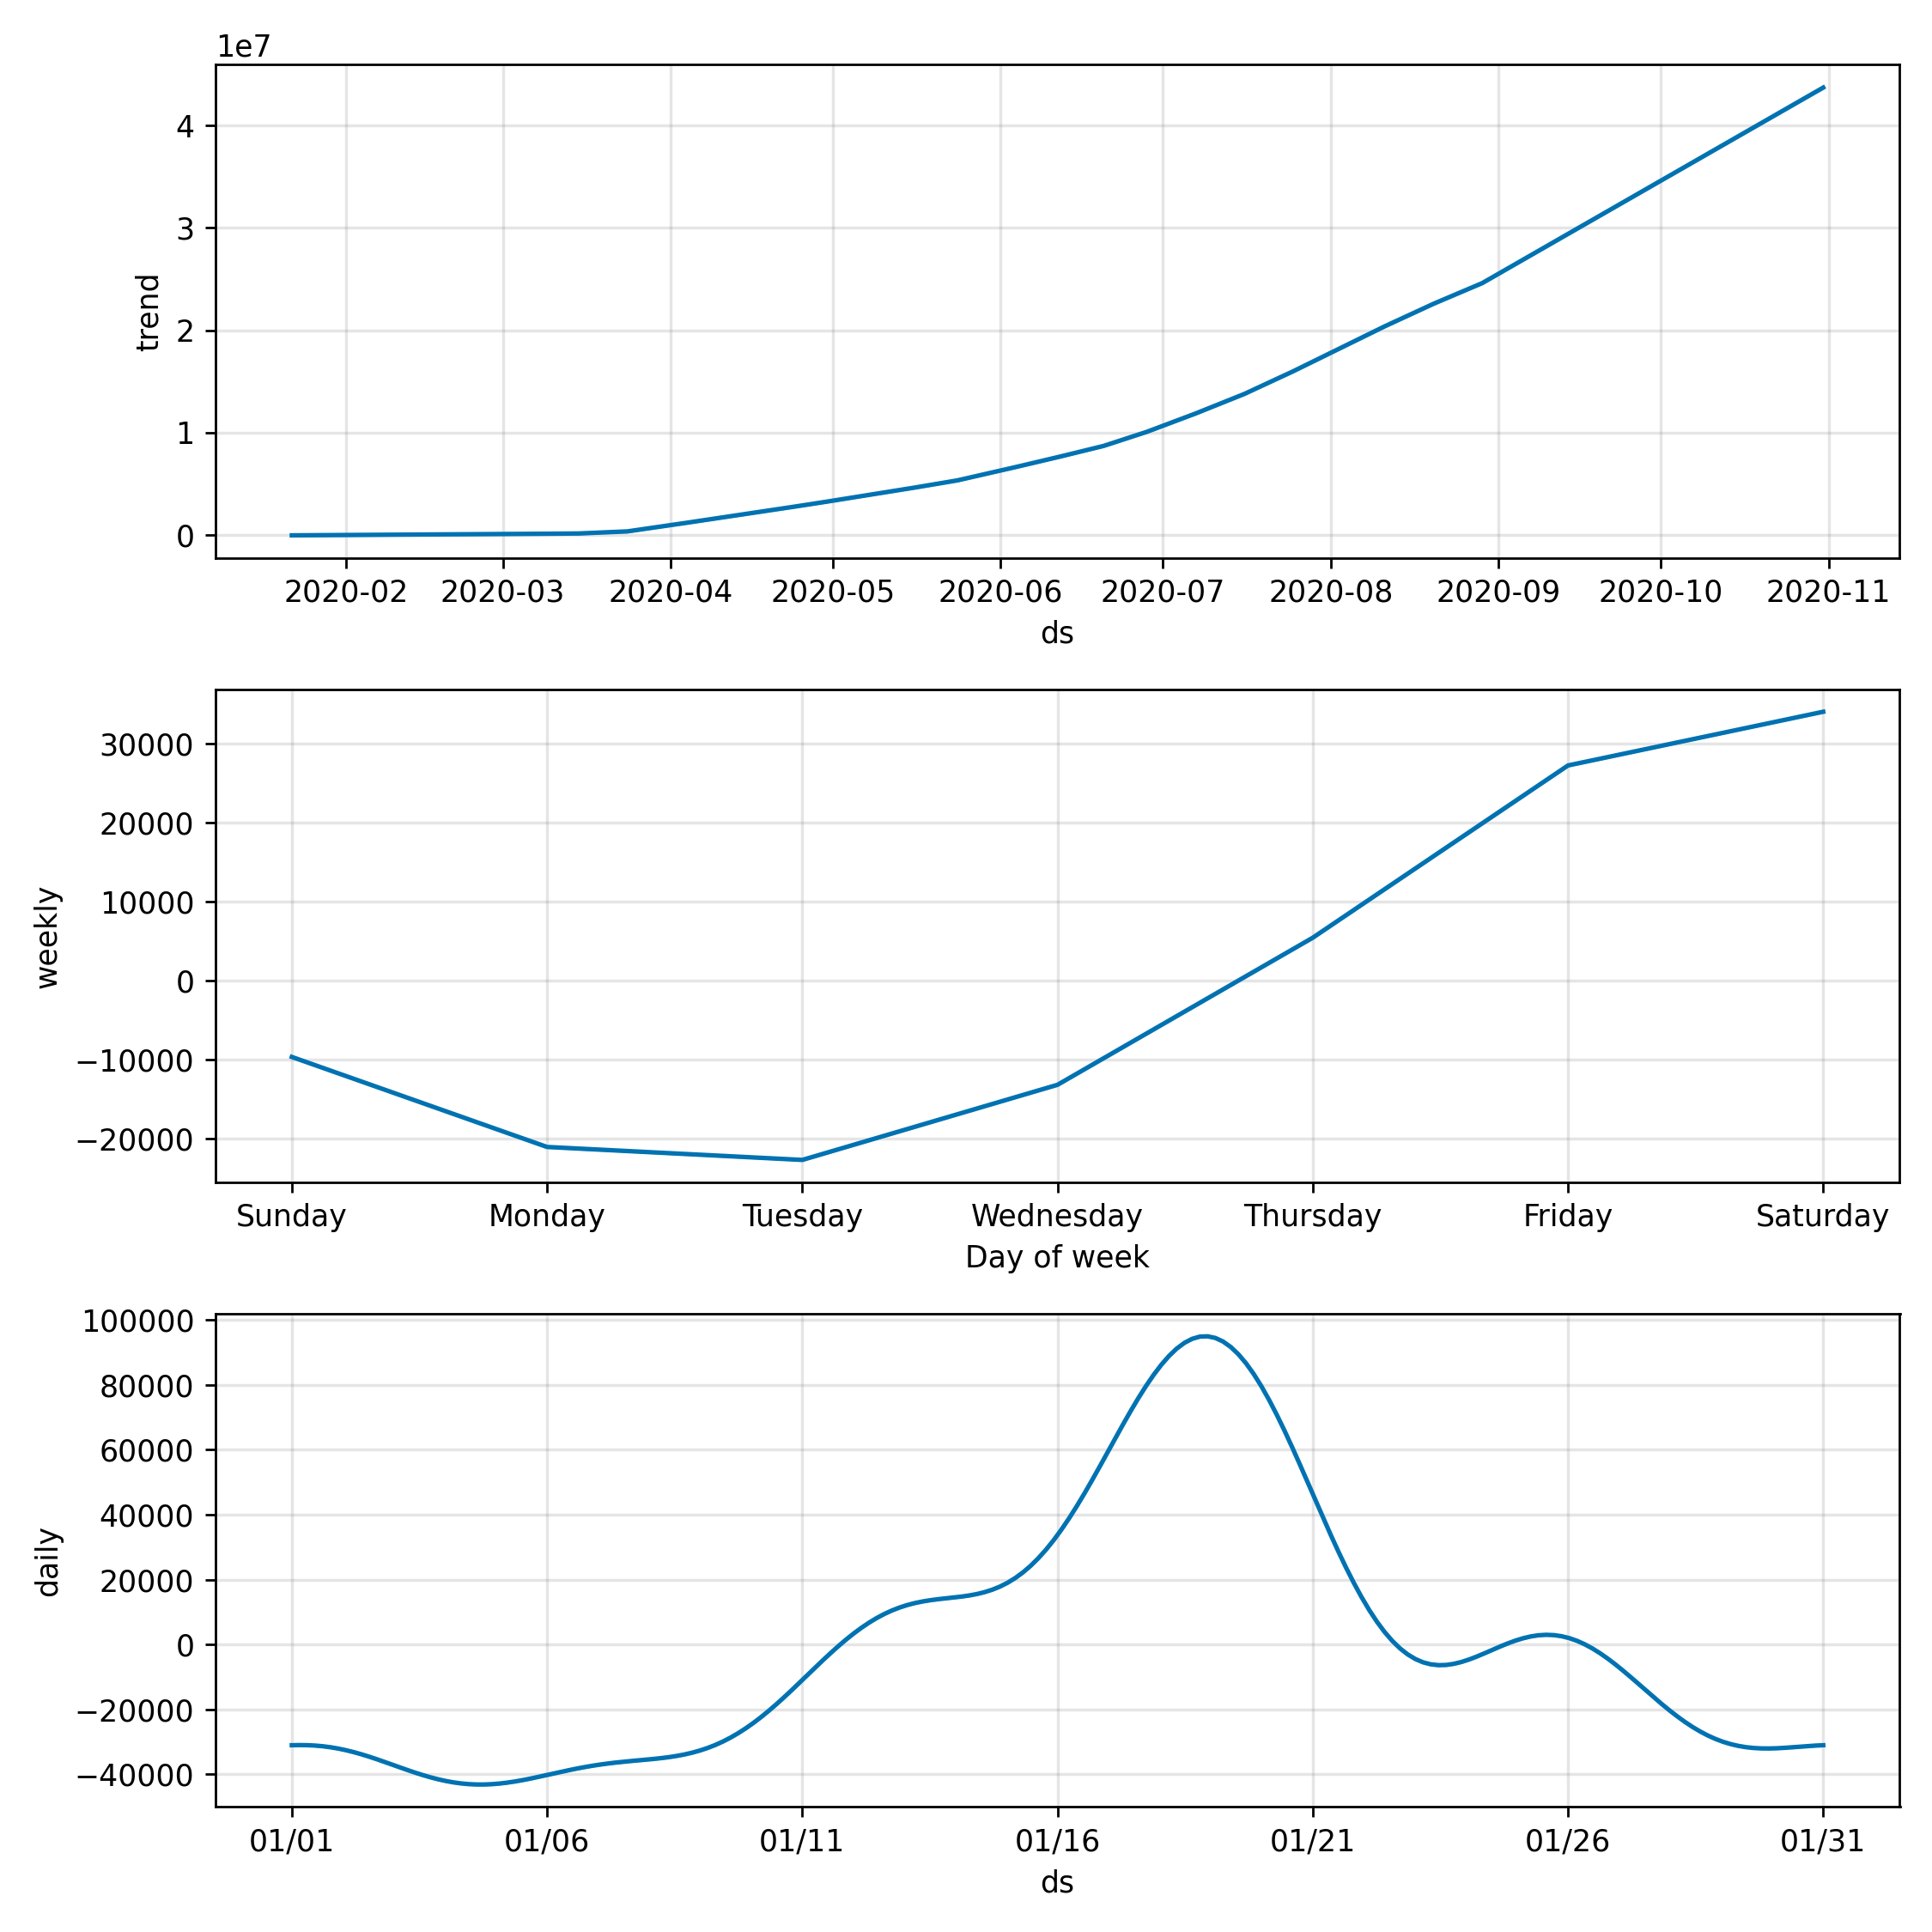 1e7
4
3
2
1
0
trend
2020-02 2020-03 2020-04 2020-05 2020-06 2020-07 2020-08 2020-09 2020-10 2020-11
ds
30000
20000
10000
0
−10000
−20000
weekly
Sunday Monday Tuesday Wednesday Thursday Friday Saturday
Day of week
100000
80000
60000
40000
20000
0
−20000
−40000
daily
01/01 01/06 01/11 01/16 01/21 01/26 01/31
ds